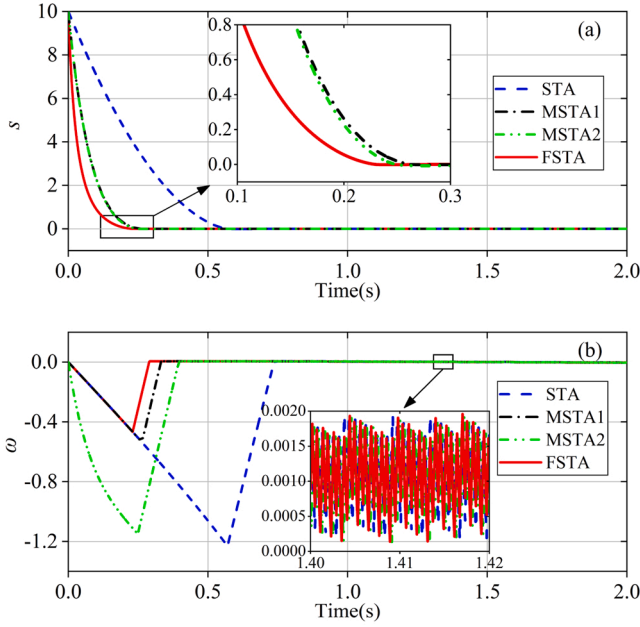 (a)
10
8
6
4
2
0
s
0.8
0.6
0.4
0.2
0.0
0.1
0.2
0.3
STA
MSTA1
MSTA2
FSTA
0.0
0.5
1.0
1.5
2.0
Time(s)
(b)
0.0
-0.4
-0.8
-1.2
ω
STA
MSTA1
MSTA2
FSTA
0.0020
0.0015
0.0010
0.0005
0.0000
1.40
1.41
1.42
0.0
0.5
1.0
1.5
2.0
Time(s)